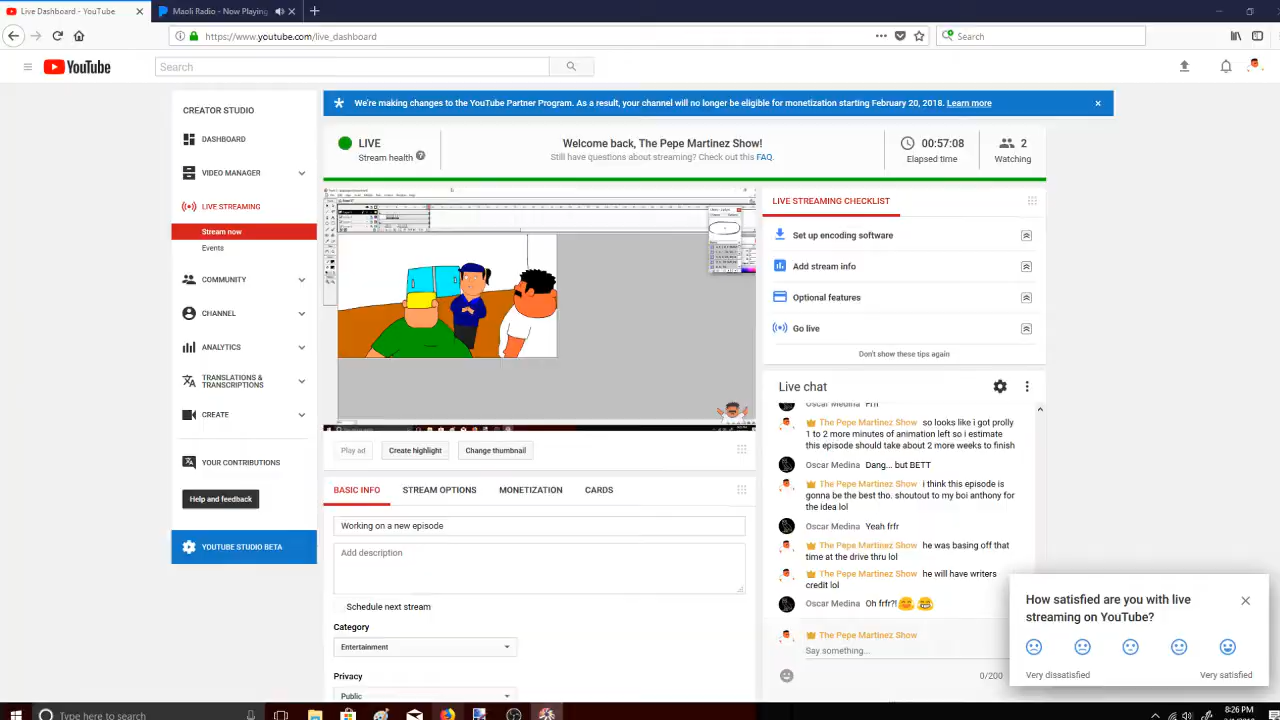 Live Dashboard - YouTube
Maoli Radio - Now Playing
https://www.youtube.com/live_dashboard
Search
YouTube
Search
CREATOR STUDIO
DASHBOARD
VIDEO MANAGER
LIVE STREAMING
Stream now
Events
COMMUNITY
CHANNEL
ANALYTICS
TRANSLATIONS &
TRANSCRIPTIONS
CREATE
YOUR CONTRIBUTIONS
Help and feedback
YOUTUBE STUDIO BETA
We're making changes to the YouTube Partner Program. As a result, your channel will no longer be eligible for monetization starting February 20, 2018. Learn more
LIVE
Stream health
Welcome back, The Pepe Martinez Show!
Still have questions about streaming? Check out this FAQ.
00:57:08
Elapsed time
2
Watching
Play ad
Create highlight
Change thumbnail
BASIC INFO
STREAM OPTIONS
MONETIZATION
CARDS
Working on a new episode
Add description
Schedule next stream
Category
Entertainment
Privacy
Public
LIVE STREAMING CHECKLIST
Set up encoding software
Add stream info
Optional features
Go live
Don't show these tips again
Live chat
Oscar Medina Frfr
The Pepe Martinez Show so looks like i got prolly
1 to 2 more minutes of animation left so i estimate
this episode should take about 2 more weeks to finish
Oscar Medina Dang... but BETT
The Pepe Martinez Show i think this episode is
gonna be the best tho. shoutout to my boi anthony for
the idea lol
Oscar Medina Yeah frfr
The Pepe Martinez Show he was basing off that
time at the drive thru lol
The Pepe Martinez Show he will have writers
credit lol
Oscar Medina Oh frfr?!
The Pepe Martinez Show
Say something...
0/200
How satisfied are you with live
streaming on YouTube?
Very dissatisfied
Very satisfied
Type here to search
8:26 PM